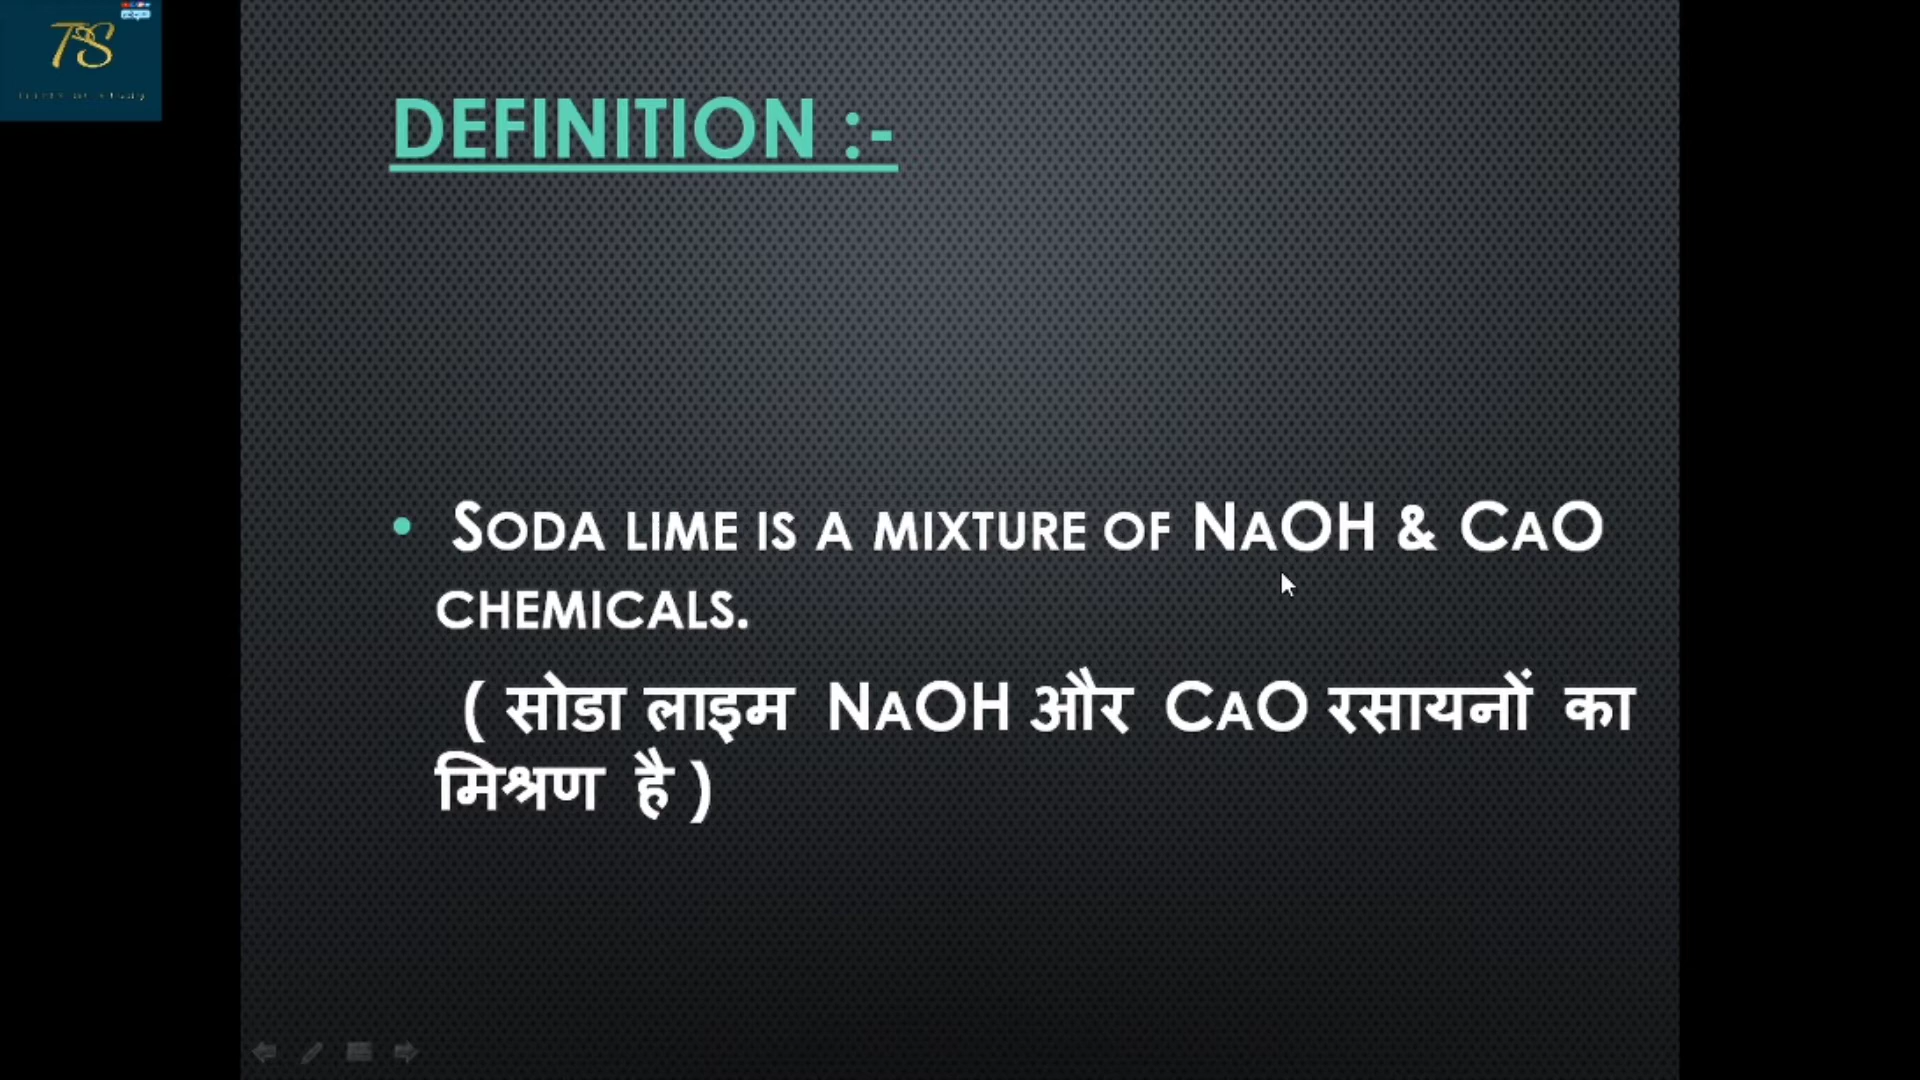 TS
DEFINITION :-
• SODA LIME IS A MIXTURE OF NAOH & CAO
CHEMICALS.
( सोडा लाइम NAOH और CAO रसायनों का
मिश्रण है )